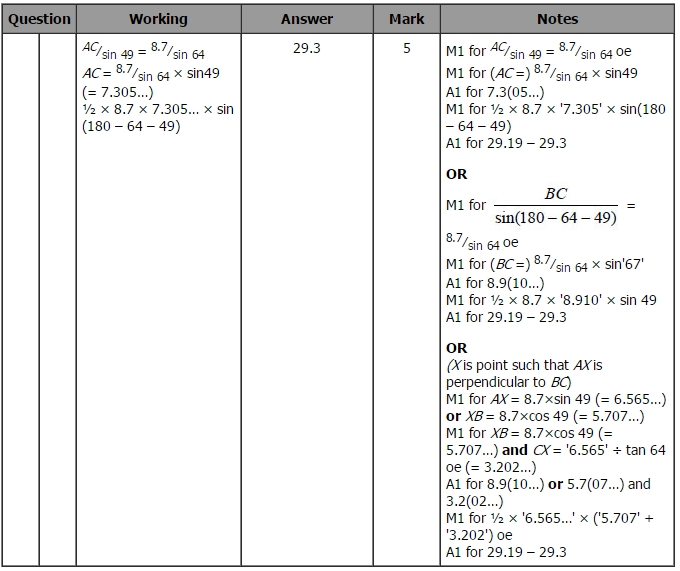 Question Working Answer Mark Notes
AC/sin 49 = 8.7/sin 64
AC = 8.7/sin 64 × sin49
(= 7.305...)
½ × 8.7 × 7.305... × sin
(180 – 64 – 49)
29.3
5
M1 for AC/sin 49 = 8.7/sin 64 oe
M1 for (AC =) 8.7/sin 64 × sin49
A1 for 7.3(05...)
M1 for ½ × 8.7 × '7.305' × sin(180
– 64 – 49)
A1 for 29.19 – 29.3
OR
M1 for BC/sin(180 – 64 – 49) =
8.7/sin 64 oe
M1 for (BC =) 8.7/sin 64 × sin'67'
A1 for 8.9(10...)
M1 for ½ × 8.7 × '8.910' × sin 49
A1 for 29.19 – 29.3
OR
(X is point such that AX is
perpendicular to BC)
M1 for AX = 8.7×sin 49 (= 6.565...)
or XB = 8.7×cos 49 (= 5.707...)
M1 for XB = 8.7×cos 49 (=
5.707...) and CX = '6.565' ÷ tan 64
oe (= 3.202...)
A1 for 8.9(10...) or 5.7(07...) and
3.2(02...)
M1 for ½ × '6.565...' × ('5.707' +
'3.202') oe
A1 for 29.19 – 29.3